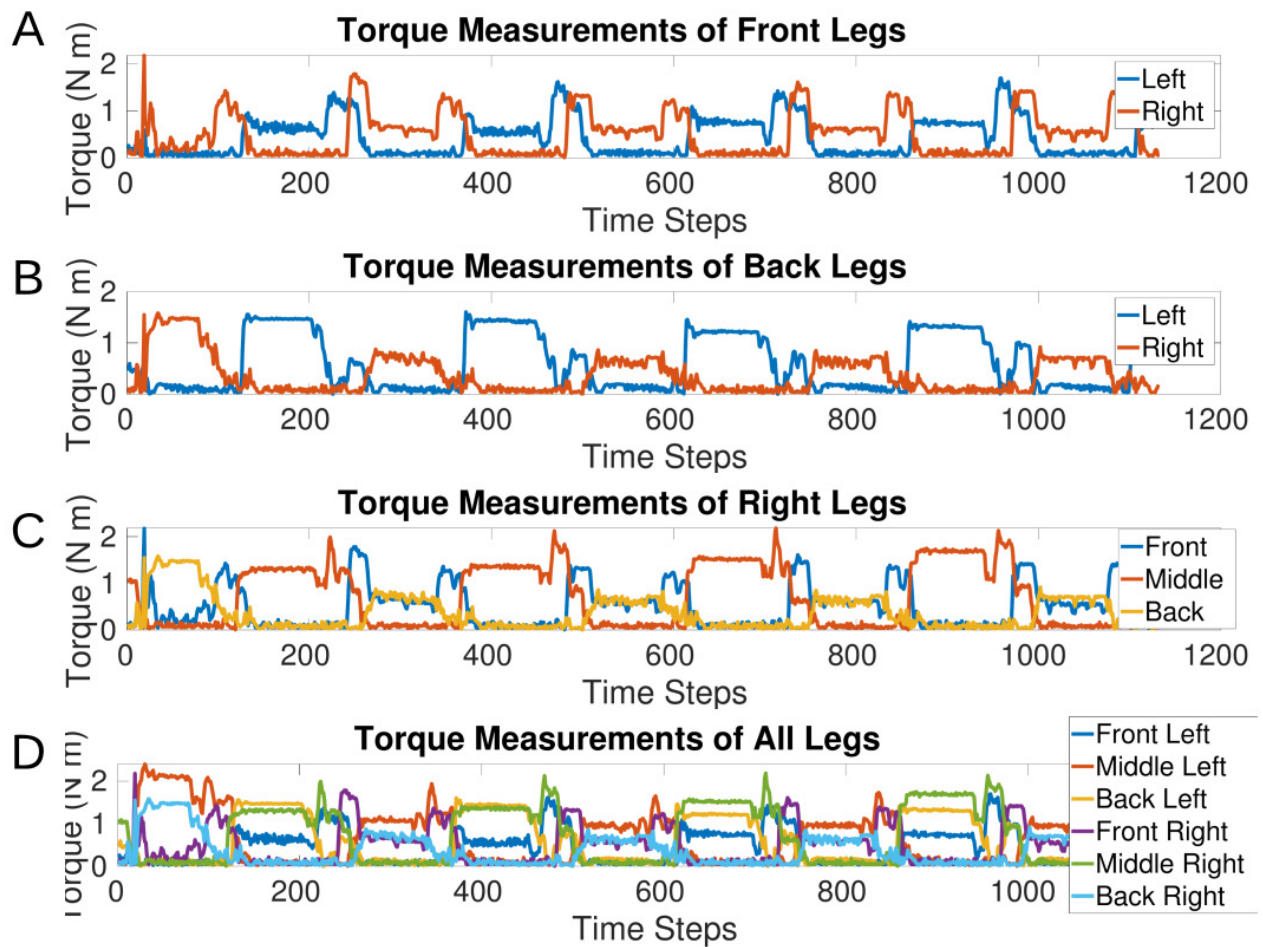 A
Torque Measurements of Front Legs
Torque (N m)
2
1
0
0 200 400 600 800 1000 1200
Time Steps
Left
Right
B
Torque Measurements of Back Legs
Torque (N m)
2
1
0
0 200 400 600 800 1000 1200
Time Steps
Left
Right
C
Torque Measurements of Right Legs
Torque (N m)
2
1
0
0 200 400 600 800 1000 1200
Time Steps
Front
Middle
Back
D
Torque Measurements of All Legs
Torque (N m)
2
1
0
0 200 400 600 800 1000
Time Steps
Front Left
Middle Left
Back Left
Front Right
Middle Right
Back Right